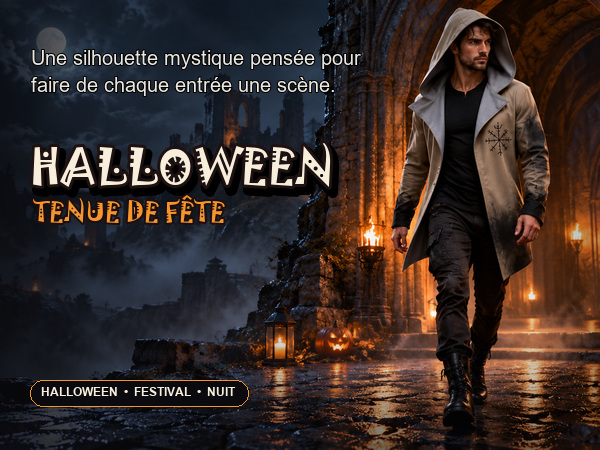 Une silhouette mystique pensée pour
faire de chaque entrée une scène.
HALLOWEEN
TENUE DE FÊTE
HALLOWEEN • FESTIVAL • NUIT